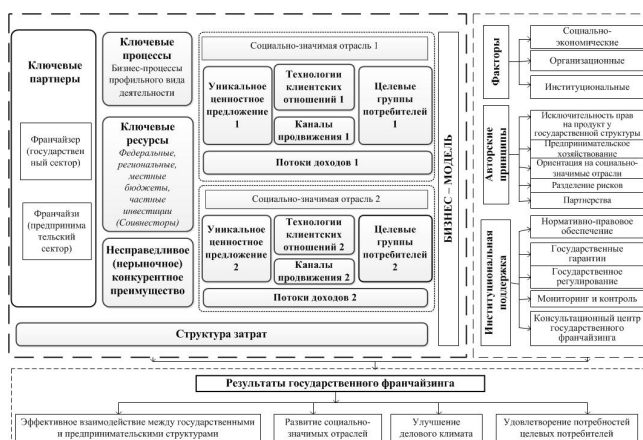 Ключевые
партнеры
Франчайзер
(государствен
ный сектор)
Франчайзи
(предпринима
тельский
сектор)
Ключевые
процессы
Бизнес-процессы
профильного вида
деятельности
Ключевые
ресурсы
Федеральные,
региональные,
местные
бюджеты,
частные
инвестиции
(Соинвесторы)
Несправедливое
(нерыночное)
конкурентное
преимущество
Социально-значимая отрасль 1
Уникальное
ценностное
предложение
1
Технологии
клиентских
отношений 1
Каналы
продвижения 1
Целевые
группы
потребителей
1
Потоки доходов 1
Социально-значимая отрасль 2
Уникальное
ценностное
предложение
2
Технологии
клиентских
отношений 2
Каналы
продвижения 2
Целевые
группы
потребителей
2
Потоки доходов 2
Структура затрат
БИЗНЕС – МОДЕЛЬ
Факторы
Социально-
экономические
Организационные
Институциональные
Авторские
принципы
Исключительность прав
на продукт у
государственной структуры
Предпринимательское
хозяйствование
Ориентация на социально-
значимые отрасли
Разделение рисков
Партнерства
Институциональная
поддержка
Нормативно-правовое
обеспечение
Государственные
гарантии
Государственное
регулирование
Мониторинг и контроль
Консультационный центр
государственного
франчайзинга
Результаты государственного франчайзинга
Эффективное взаимодействие между государственными
и предпринимательскими структурами
Развитие социально-
значимых отраслей
Улучшение
делового климата
Удовлетворение потребностей
целевых потребителей